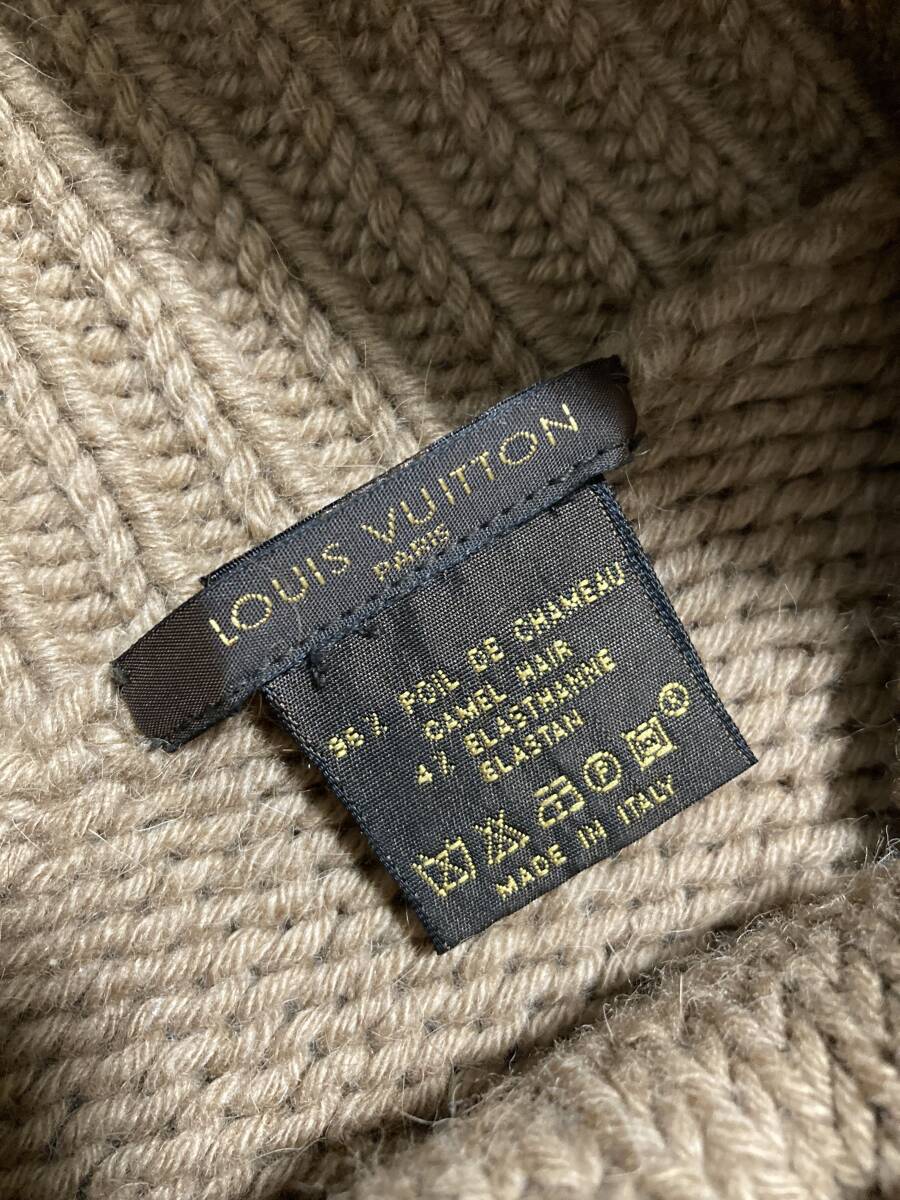 LOUIS VUITTON
PARIS
96% POIL DE CHAMEAU
CAMEL HAIR
4% ELASTHANNE
ELASTAN
P
MADE IN ITALY